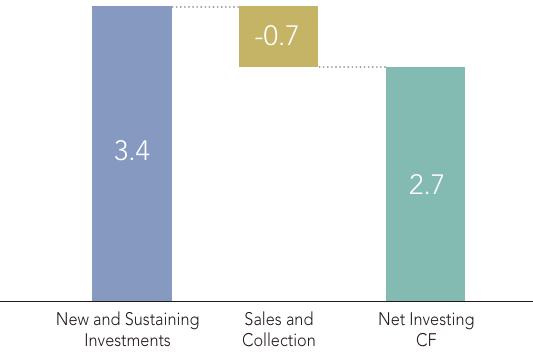 -0.7
3.4
2.7
New and Sustaining
Investments
Sales and
Collection
Net Investing
CF